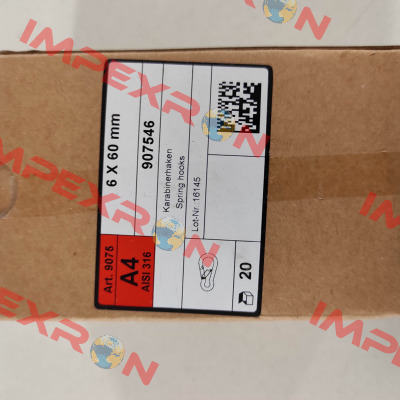 Art. 9075
A4
AISI 316
6 X 60 mm
907546
Karabinerhaken
Spring hooks
Lot-Nr. 16145
20
IMPEXRON
IMPEXRON
IMPEXRON
IMPEXRON
IMPEXRON